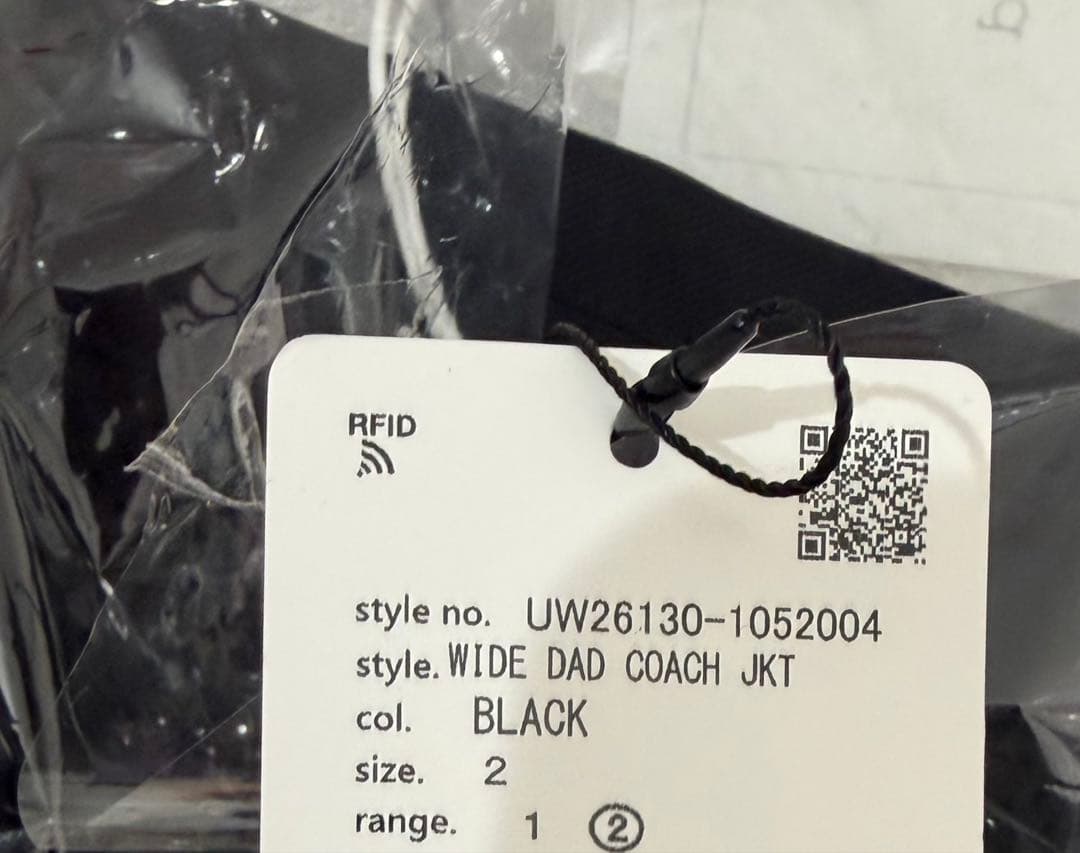 RFID
style no. UW26130-1052004
style. WIDE DAD COACH JKT
col. BLACK
size. 2
range. 1 ②